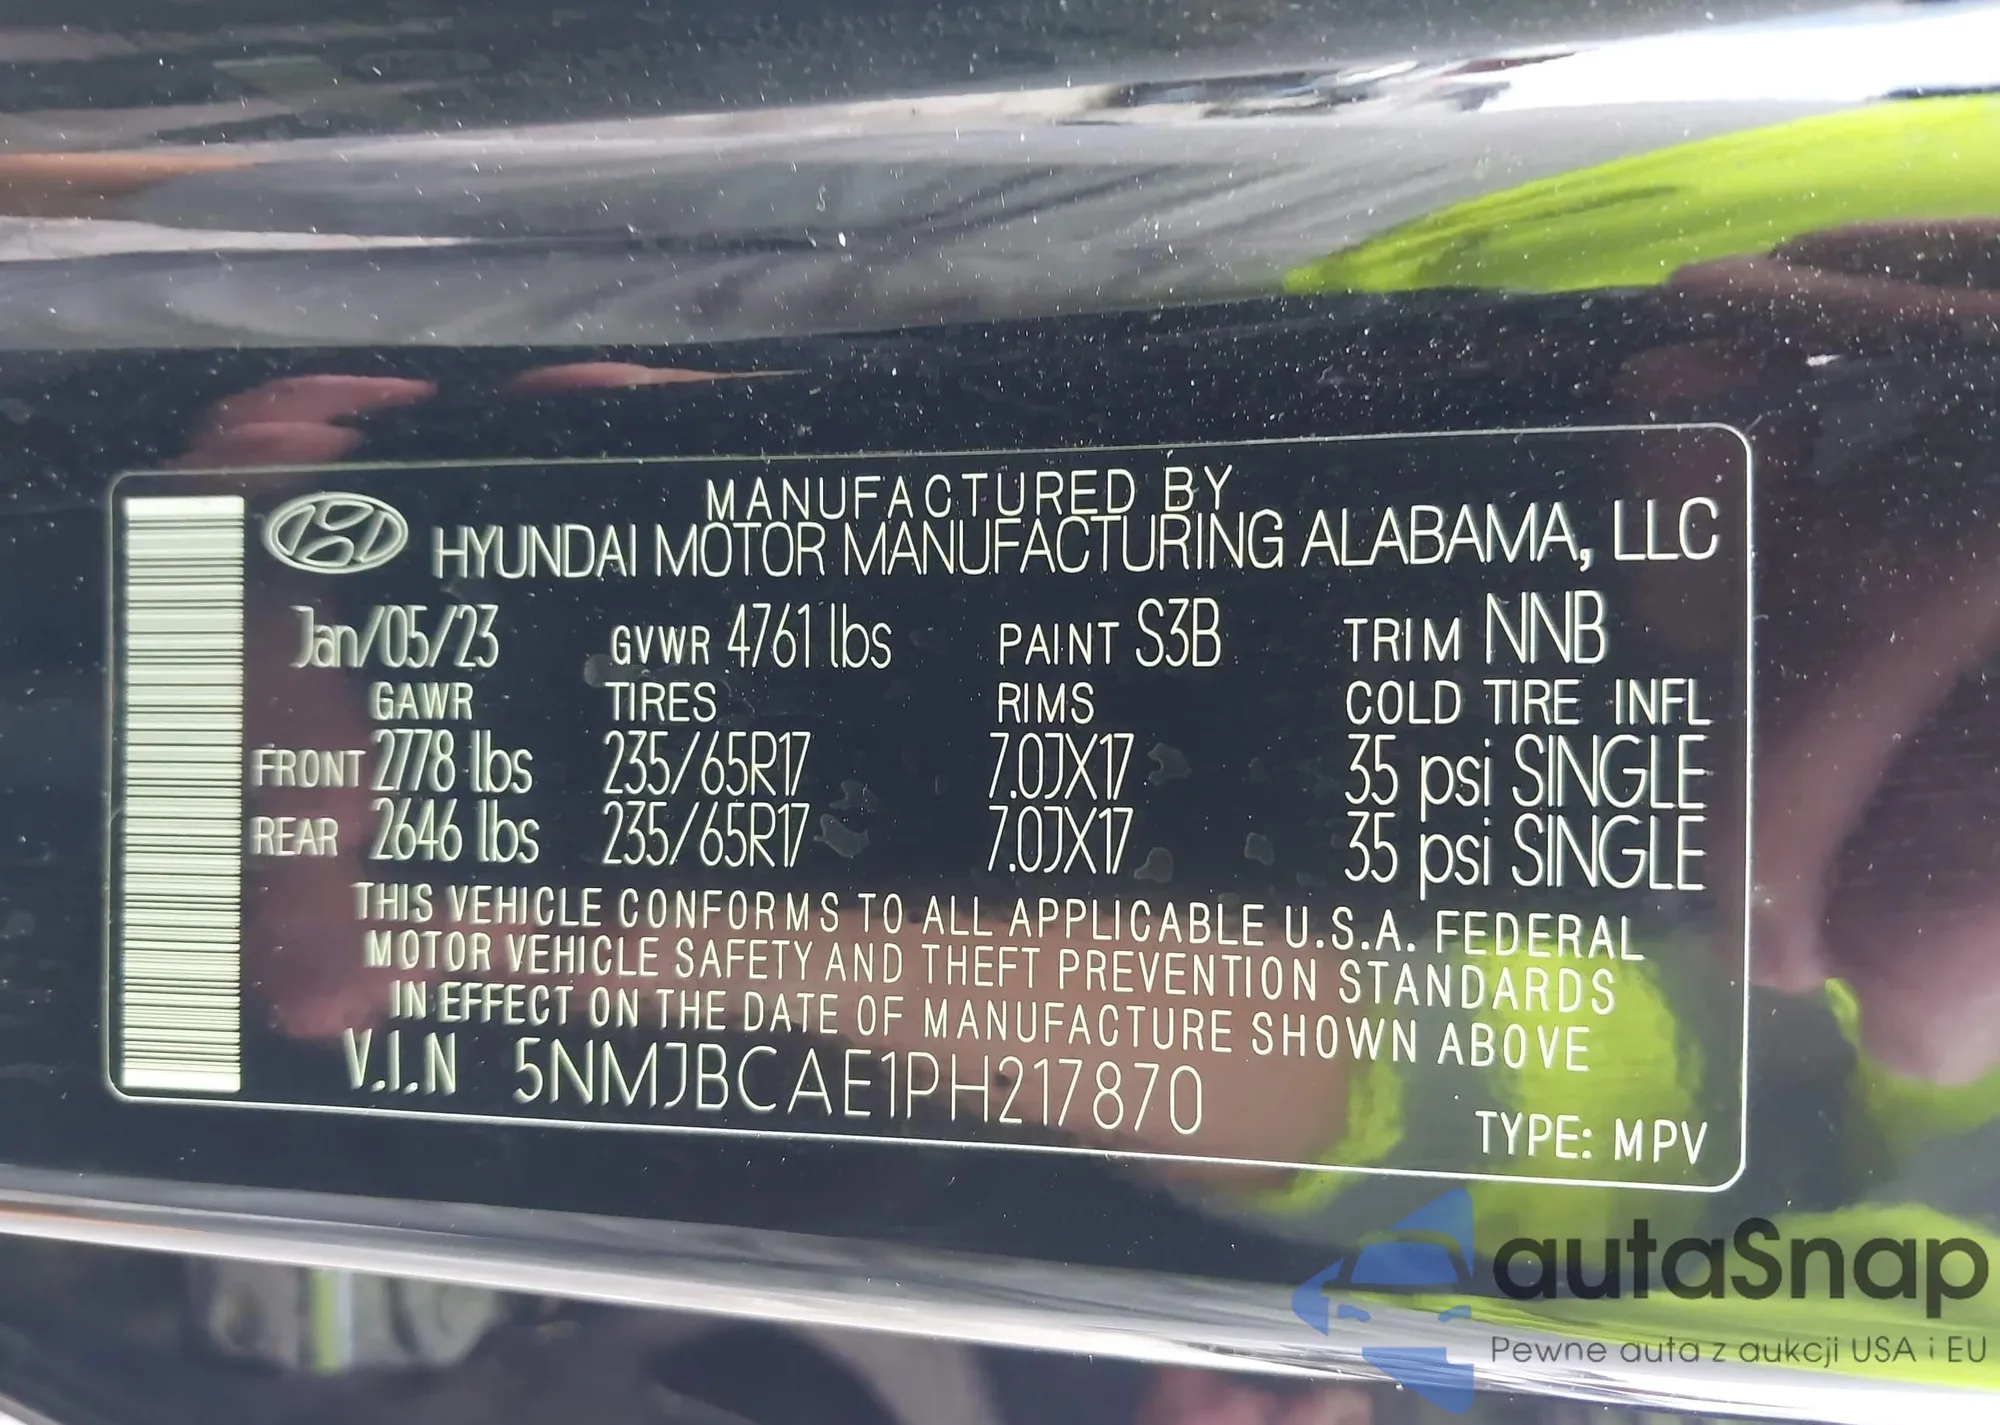 MANUFACTURED BY
HYUNDAI MOTOR MANUFACTURING ALABAMA, LLC
Jan/05/23 GVWR 4761 lbs PAINT S3B TRIM NNB
GAWR TIRES RIMS COLD TIRE INFL
FRONT 2778 lbs 235/65R17 7.0JX17 35 psi SINGLE
REAR 2646 lbs 235/65R17 7.0JX17 35 psi SINGLE
THIS VEHICLE CONFORMS TO ALL APPLICABLE U.S.A. FEDERAL
MOTOR VEHICLE SAFETY AND THEFT PREVENTION STANDARDS
IN EFFECT ON THE DATE OF MANUFACTURE SHOWN ABOVE
V.I.N 5NMJBCAE1PH217870
TYPE: MPV
autaSnap
Pewne auta z aukcji USA i EU